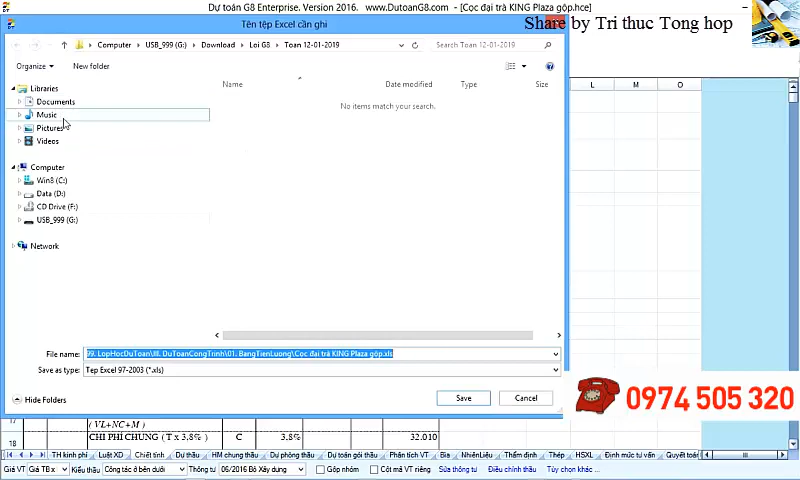 Dự toán G8 Enterprise. Version 2016. www.DutoanG8.com - [Cọc đại trà KING Plaza gộp.hce]
Tên tệp Excel cần ghi
Share by Tri thuc Tong hop
Computer USB_999 (G:) Download Loi G8 Toan 12-01-2019
Search Toan 12-01-2019
Organize New folder
Name Date modified Type Size
No items match your search.
Libraries
Documents
Music
Pictures
Videos
Computer
Win8 (C:)
Data (D:)
CD Drive (F:)
USB_999 (G:)
Network
L M O
File name: 99. LopHocDuToan\III. DuToanCongTrinh\01. BangTienLuong\Cọc đại trà KING Plaza gộp.xls
Save as type: Tep Excel 97-2003 (*.xls)
Hide Folders Save Cancel
0974 505 320
17 ( VL+NC+M )
18 CHI PHÍ CHUNG ( T x 3,8% ) C 3.8% 32.010
TH kinh phí Luật XD Chiết tính Dự thầu HM chung thầu Dự phòng thầu Dự toán gói thầu Phân tích VT Bìa NhiênLiệu Thẩm định Thép HSXL Định mức tư vấn Quyết toán
Giá VT Giá TB x Kiểu thầu Công tác ở bên dưới Thông tư 06/2016 Bộ Xây dựng Gộp nhóm Cột mã VT riêng Sửa thông tư Điều chỉnh thầu Tùy chọn khác ...